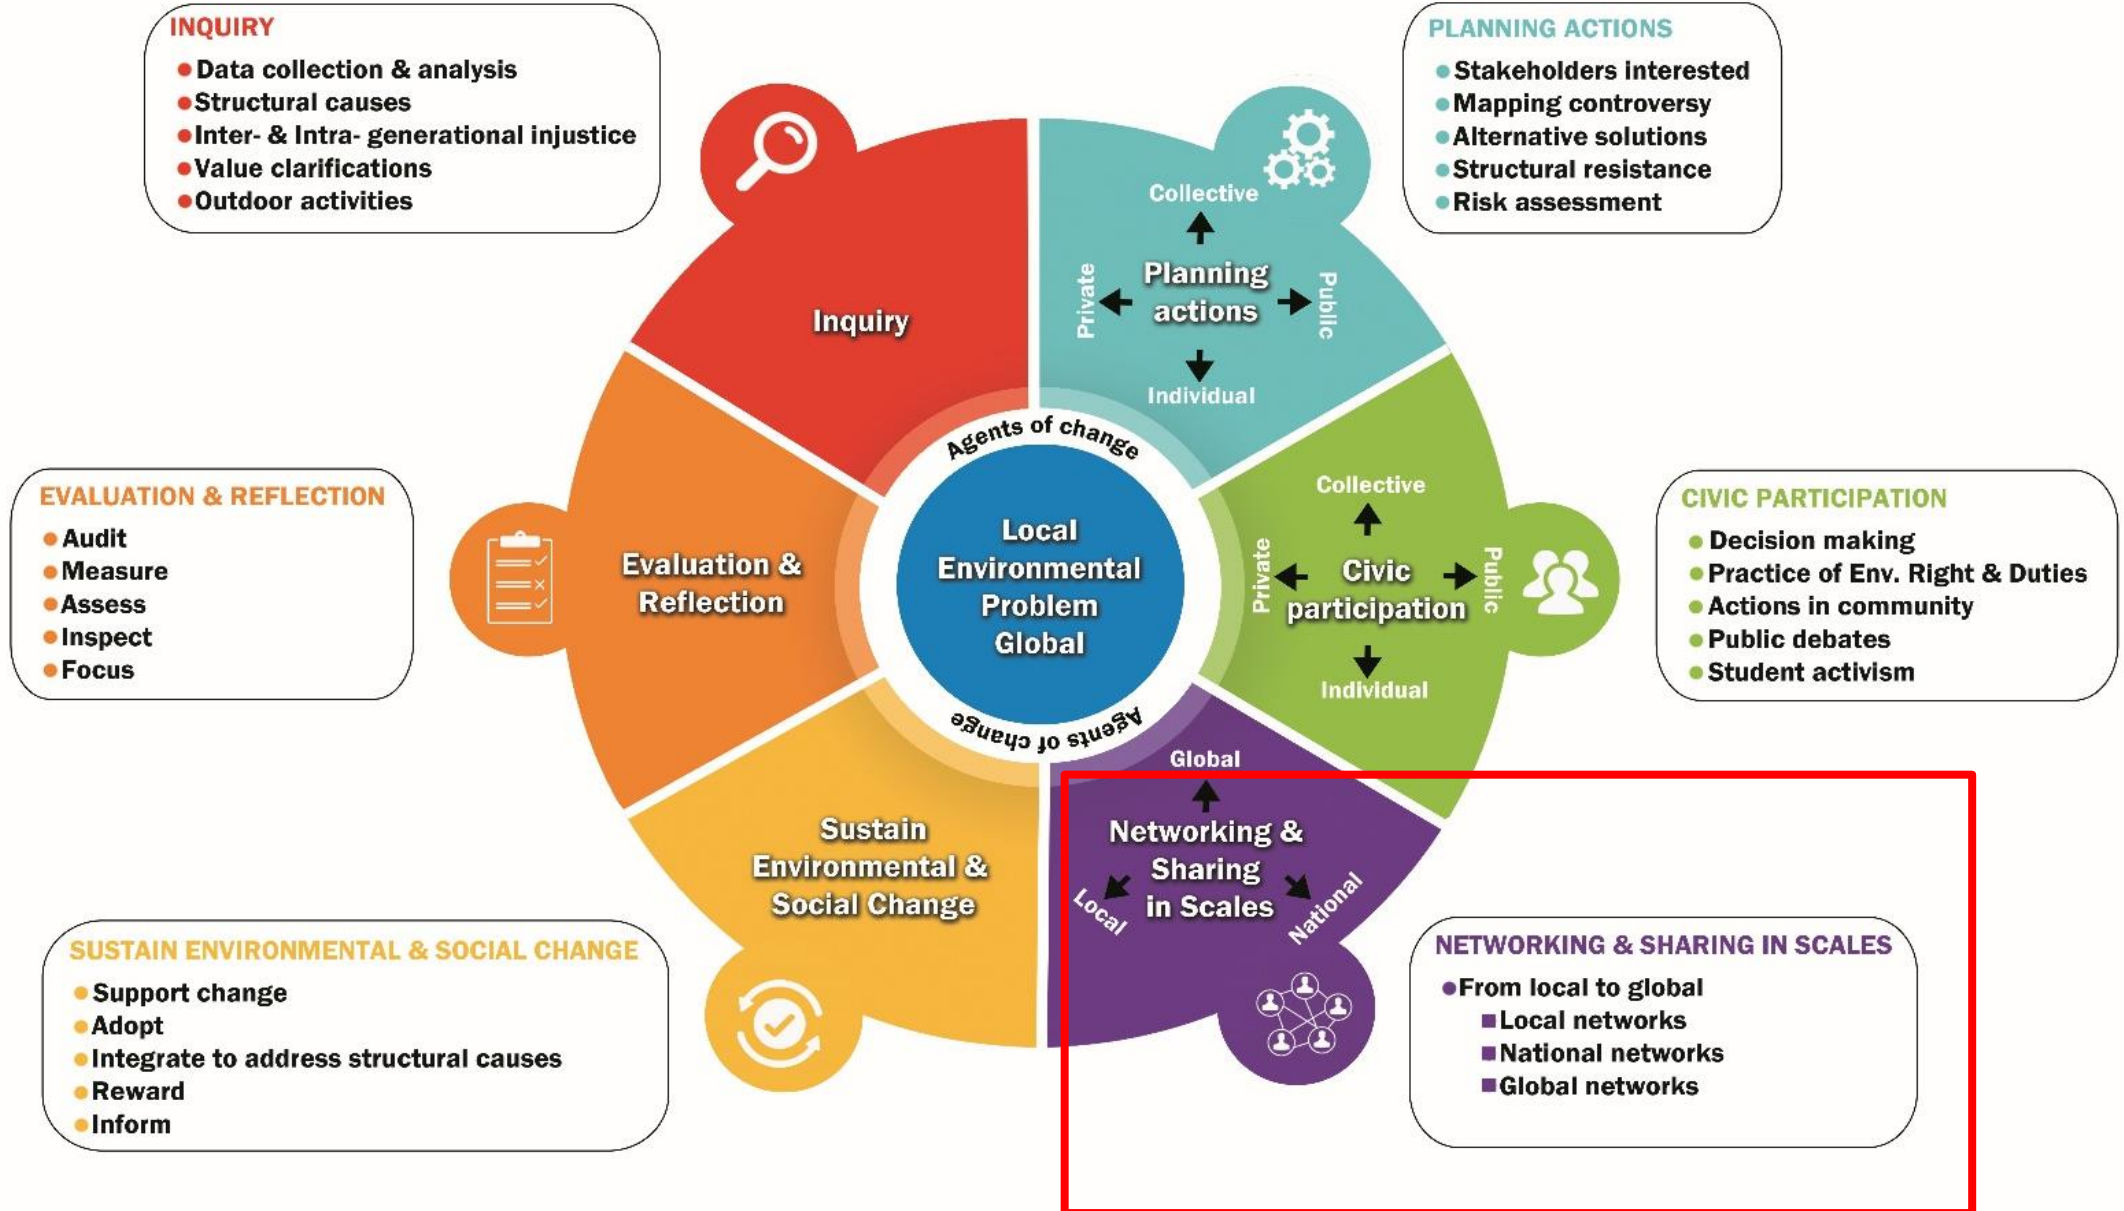 INQUIRY
Data collection & analysis
Structural causes
Inter- & Intra- generational injustice
Value clarifications
Outdoor activities
PLANNING ACTIONS
Stakeholders interested
Mapping controversy
Alternative solutions
Structural resistance
Risk assessment
Inquiry
Collective
Private
Planning
actions
Public
Individual
EVALUATION & REFLECTION
Audit
Measure
Assess
Inspect
Focus
Evaluation &
Reflection
Agents of change
Local
Environmental
Problem
Global
Agents of change
Collective
Private
Civic
participation
Public
Individual
CIVIC PARTICIPATION
Decision making
Practice of Env. Right & Duties
Actions in community
Public debates
Student activism
Sustain
Environmental &
Social Change
Global
Networking &
Sharing
in Scales
Local
National
SUSTAIN ENVIRONMENTAL & SOCIAL CHANGE
Support change
Adopt
Integrate to address structural causes
Reward
Inform
NETWORKING & SHARING IN SCALES
From local to global
Local networks
National networks
Global networks